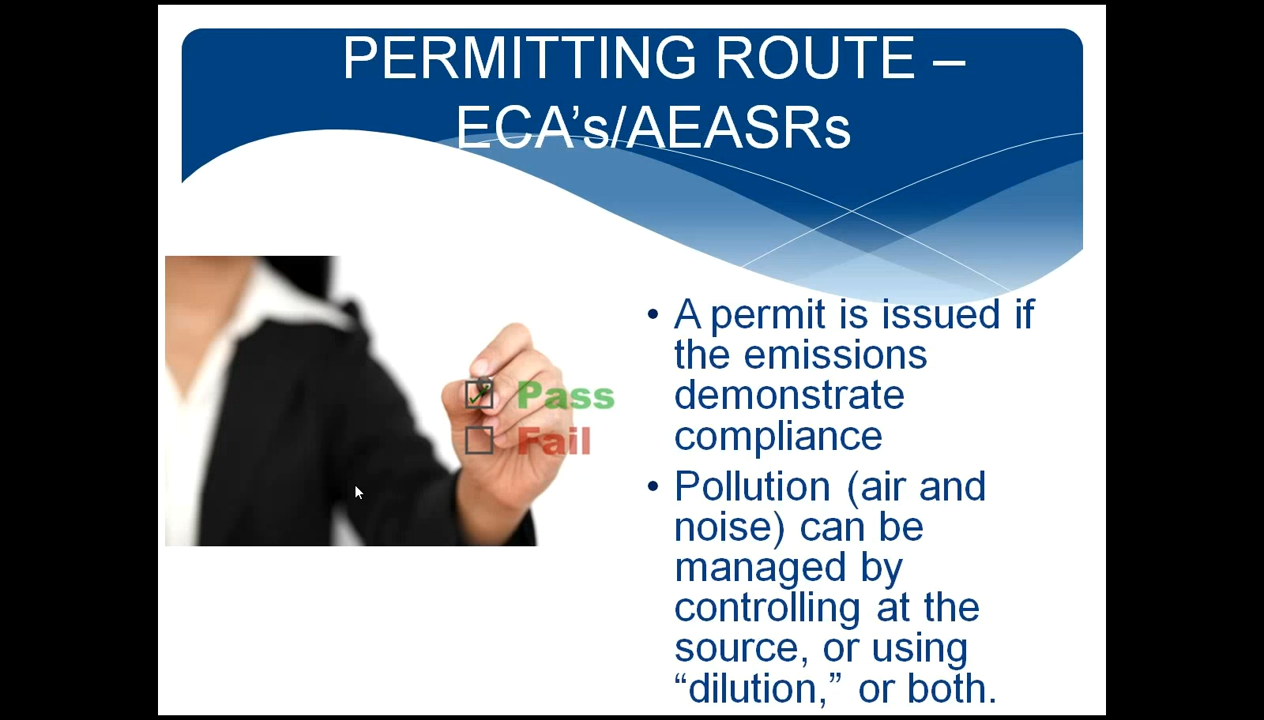 PERMITTING ROUTE –
ECA’s/AEASRs
• A permit is issued if
the emissions
demonstrate
compliance
• Pollution (air and
noise) can be
managed by
controlling at the
source, or using
“dilution,” or both.
Pass
Fail